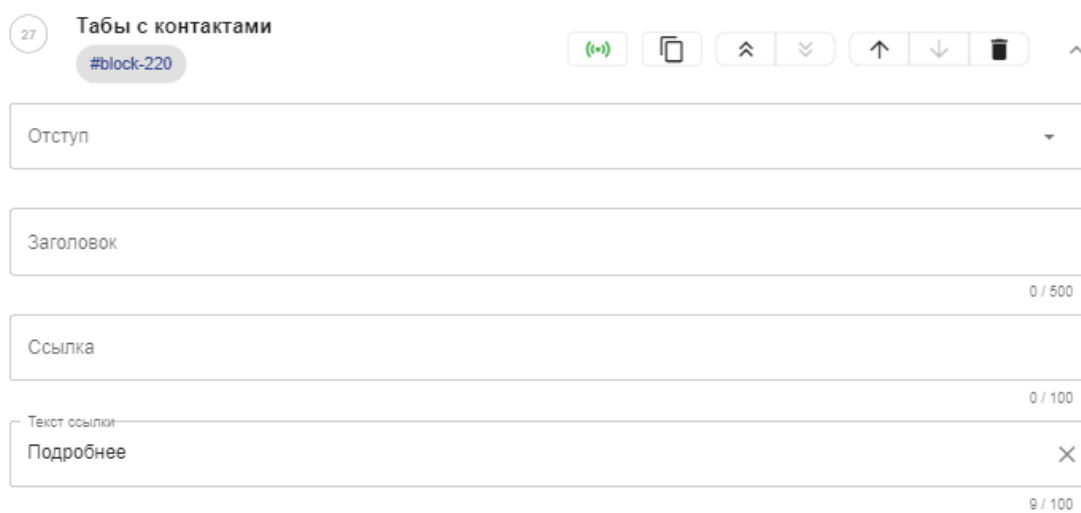 27
Табы с контактами
#block-220
Отступ
Заголовок
0 / 500
Ссылка
0 / 100
Текст ссылки
Подробнее
9 / 100